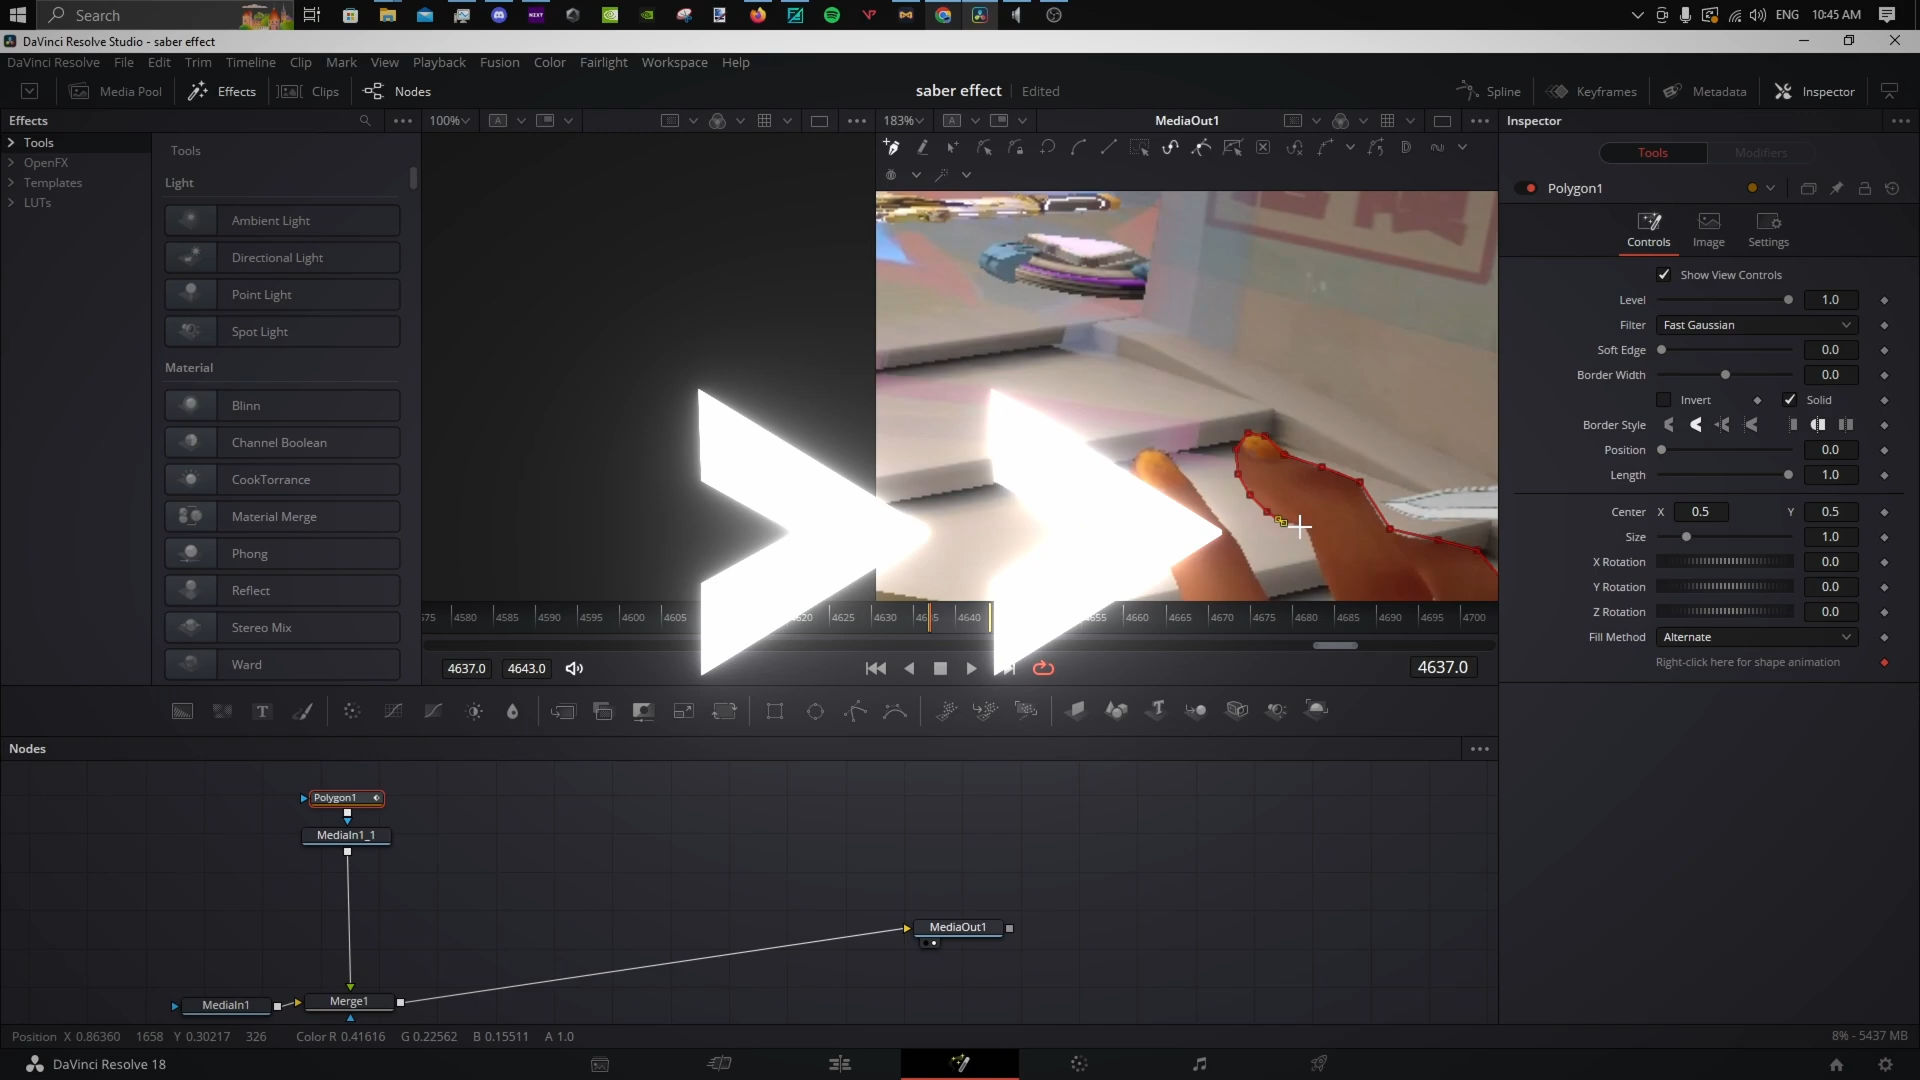 Search
ENG
10:45 AM
DaVinci Resolve Studio - saber effect
DaVinci Resolve File Edit Trim Timeline Clip Mark View Playback Fusion Color Fairlight Workspace Help
Media Pool Effects Clips Nodes saber effect Edited Spline Keyframes Metadata Inspector
Effects 100% 183% MediaOut1 Inspector
Tools
OpenFX
Templates
LUTs
Tools
Light
Ambient Light
Directional Light
Point Light
Spot Light
Material
Blinn
Channel Boolean
CookTorrance
Material Merge
Phong
Reflect
Stereo Mix
Ward
Tools Modifiers
Polygon1
Controls Image Settings
Show View Controls
Level 1.0
Filter Fast Gaussian
Soft Edge 0.0
Border Width 0.0
Invert Solid
Border Style
Position 0.0
Length 1.0
Center X 0.5 Y 0.5
Size 1.0
X Rotation 0.0
Y Rotation 0.0
Z Rotation 0.0
Fill Method Alternate
Right-click here for shape animation
4580 4585 4590 4595 4600 4605 4625 4630 4640 4660 4665 4670 4675 4680 4685 4690 4695 4700
4637.0 4643.0 4637.0
Nodes
Polygon1
MediaIn1_1
MediaOut1
MediaIn1
Merge1
Position X 0.86360 1658 Y 0.30217 326 Color R 0.41616 G 0.22562 B 0.15511 A 1.0
8% - 5437 MB
DaVinci Resolve 18